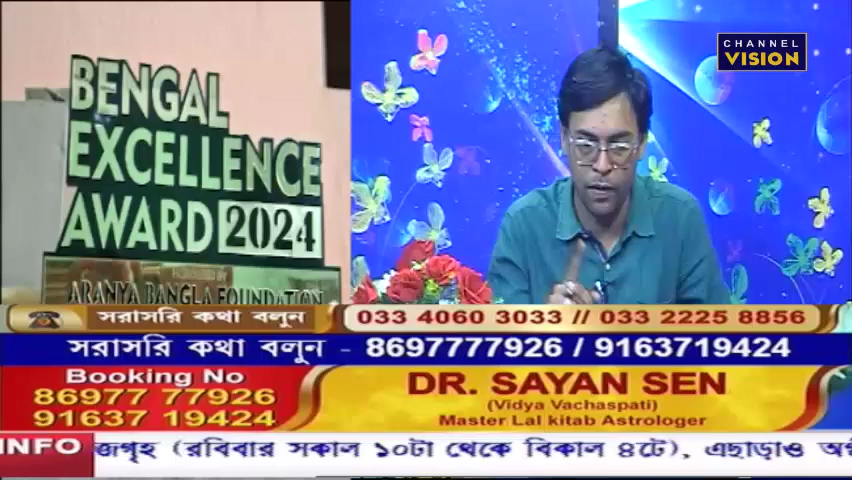 BENGAL
EXCELLENCE
AWARD 2024
ARANYA BANGLA FOUNDATION
CHANNEL
VISION
সরাসরি কথা বলুন
033 4060 3033 // 033 2225 8856
সরাসরি কথা বলুন - 8697777926 / 9163719424
Booking No
86977 77926
91637 19424
DR. SAYAN SEN
(Vidya Vachaspati)
Master Lal kitab Astrologer
INFO
জগৃহ (রবিবার সকাল ১০টা থেকে বিকাল ৪টে), এছাড়াও